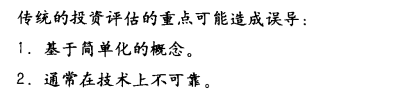 传统的投资评估的重点可能造成误导：
1．基于简单化的概念。
2．通常在技术上不可靠。